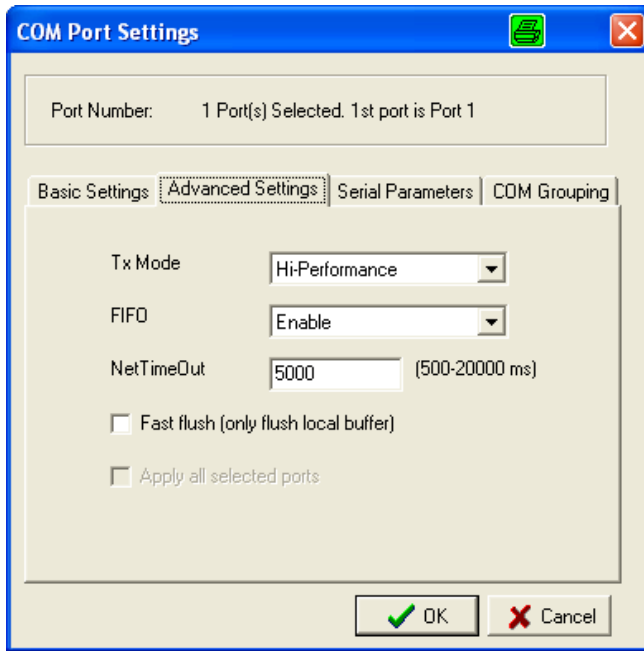 COM Port Settings
Port Number: 1 Port(s) Selected. 1st port is Port 1
Basic Settings Advanced Settings Serial Parameters COM Grouping
Tx Mode Hi-Performance
FIFO Enable
NetTimeOut 5000 (500-20000 ms)
Fast flush (only flush local buffer)
Apply all selected ports
OK Cancel